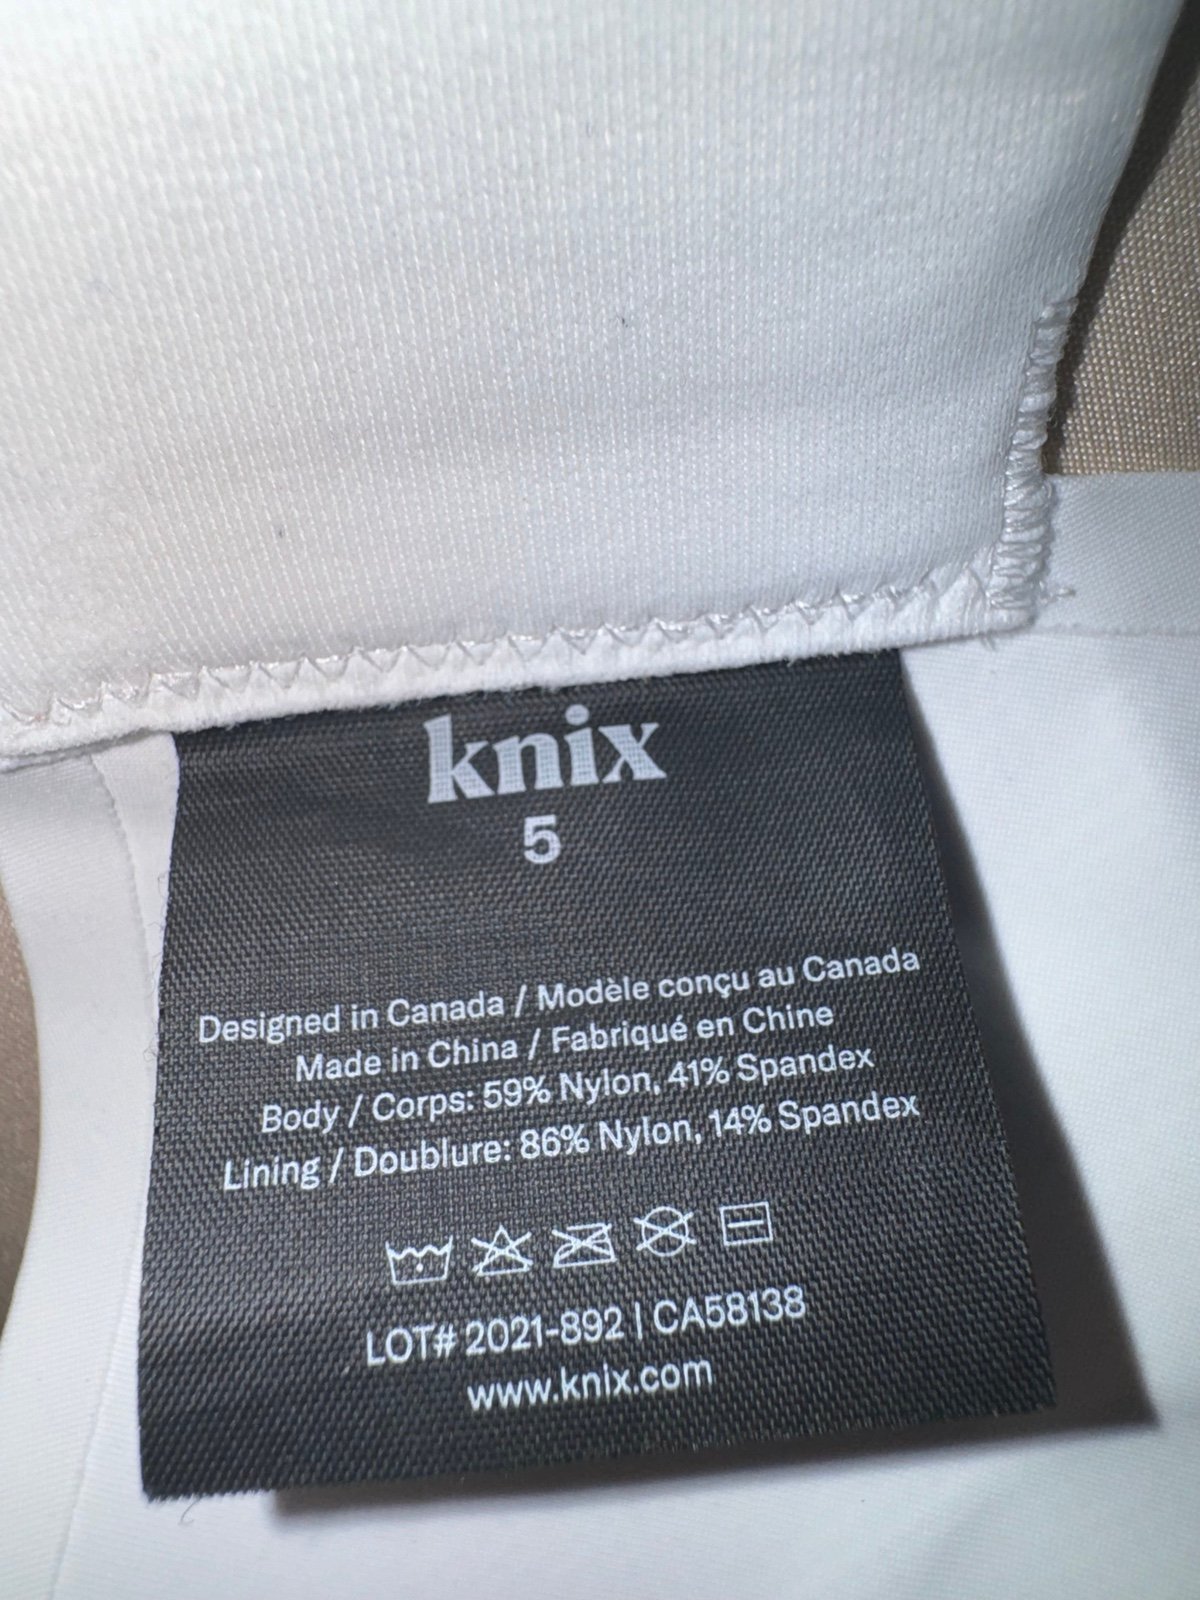 knix
5
Designed in Canada / Modèle conçu au Canada
Made in China / Fabriqué en Chine
Body / Corps: 59% Nylon, 41% Spandex
Lining / Doublure: 86% Nylon, 14% Spandex
LOT# 2021-892 | CA58138
www.knix.com